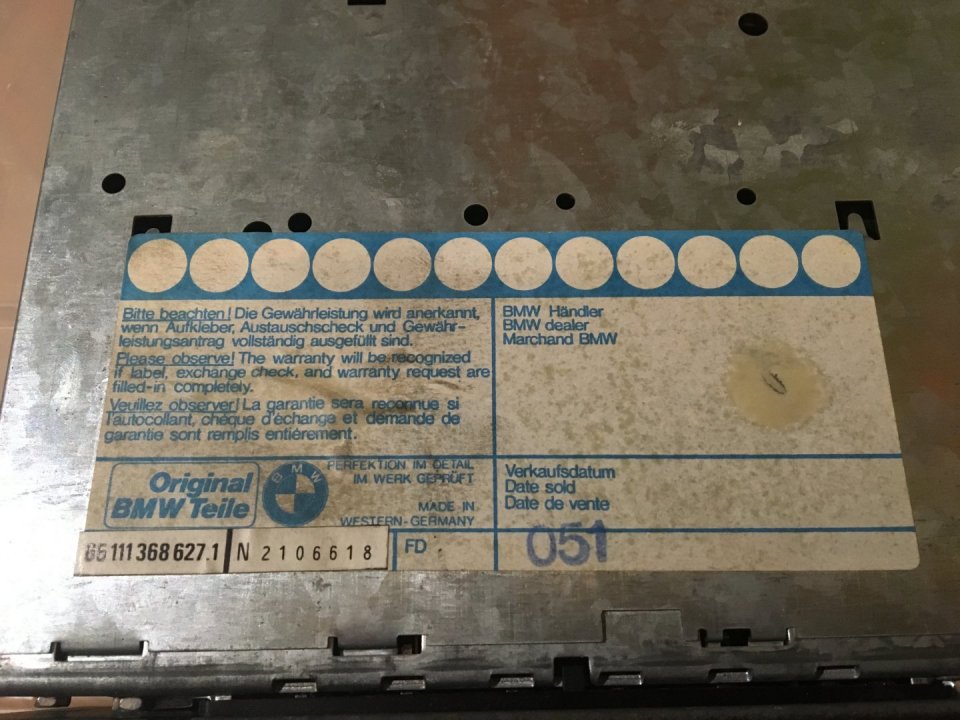 Bitte beachten! Die Gewährleistung wird anerkannt,
wenn Aufkleber, Austauschscheck und Gewähr-
leistungsantrag vollständig ausgefüllt sind.
Please observe! The warranty will be recognized
if label, exchange check, and warranty request are
filled-in completely.
Veuillez observer! La garantie sera reconnue si
l'autocollant, chèque d'échange et demande de
garantie sont remplis entièrement.
BMW Händler
BMW dealer
Marchand BMW
Original
BMW Teile
BMW
PERFEKTION IM DETAIL
IM WERK GEPRÜFT
MADE IN
WESTERN-GERMANY
Verkaufsdatum
Date sold
Date de vente
65 111 368 627.1
N 2106618
FD
051